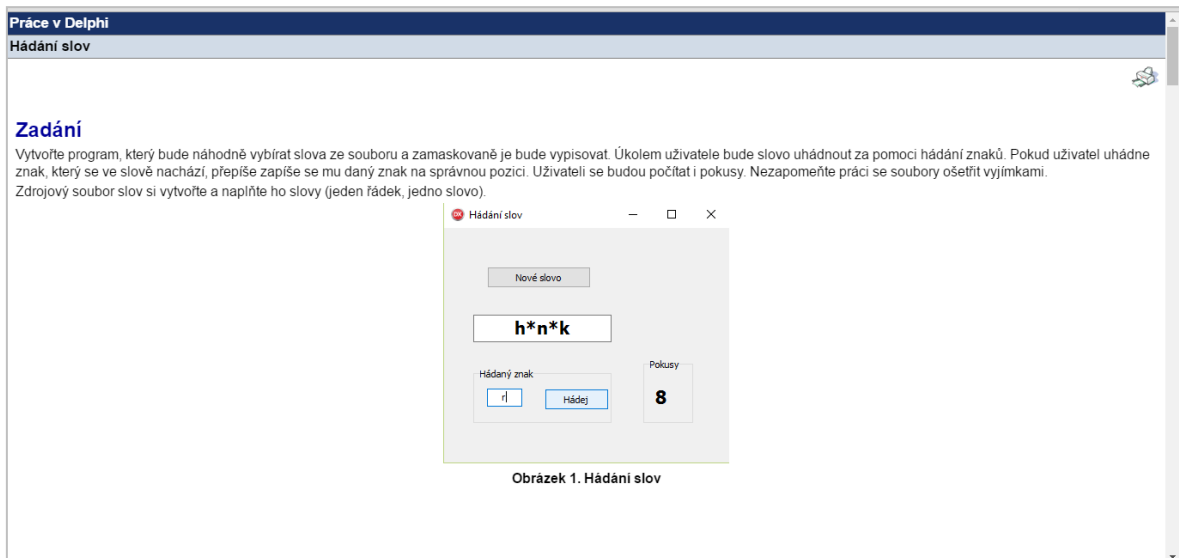 Práce v Delphi
Hádání slov
Zadání
Vytvořte program, který bude náhodně vybírat slova ze souboru a zamaskovaně je bude vypisovat. Úkolem uživatele bude slovo uhádnout za pomoci hádání znaků. Pokud uživatel uhádne
znak, který se ve slově nachází, přepíše zapíše se mu daný znak na správnou pozici. Uživateli se budou počítat i pokusy. Nezapomeňte práci se soubory ošetřit vyjímkami.
Zdrojový soubor slov si vytvořte a naplňte ho slovy (jeden řádek, jedno slovo).
DX Hádání slov
Nové slovo
h*n*k
Pokusy
Hádaný znak
r Hádej 8
Obrázek 1. Hádání slov